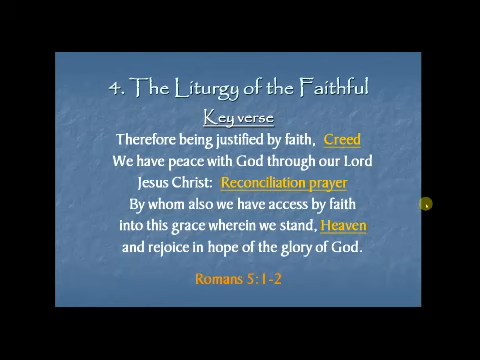 4. The Liturgy of the Faithful
Key verse
Therefore being justified by faith, Creed
We have peace with God through our Lord
Jesus Christ: Reconciliation prayer
By whom also we have access by faith
into this grace wherein we stand, Heaven
and rejoice in hope of the glory of God.
Romans 5:1-2